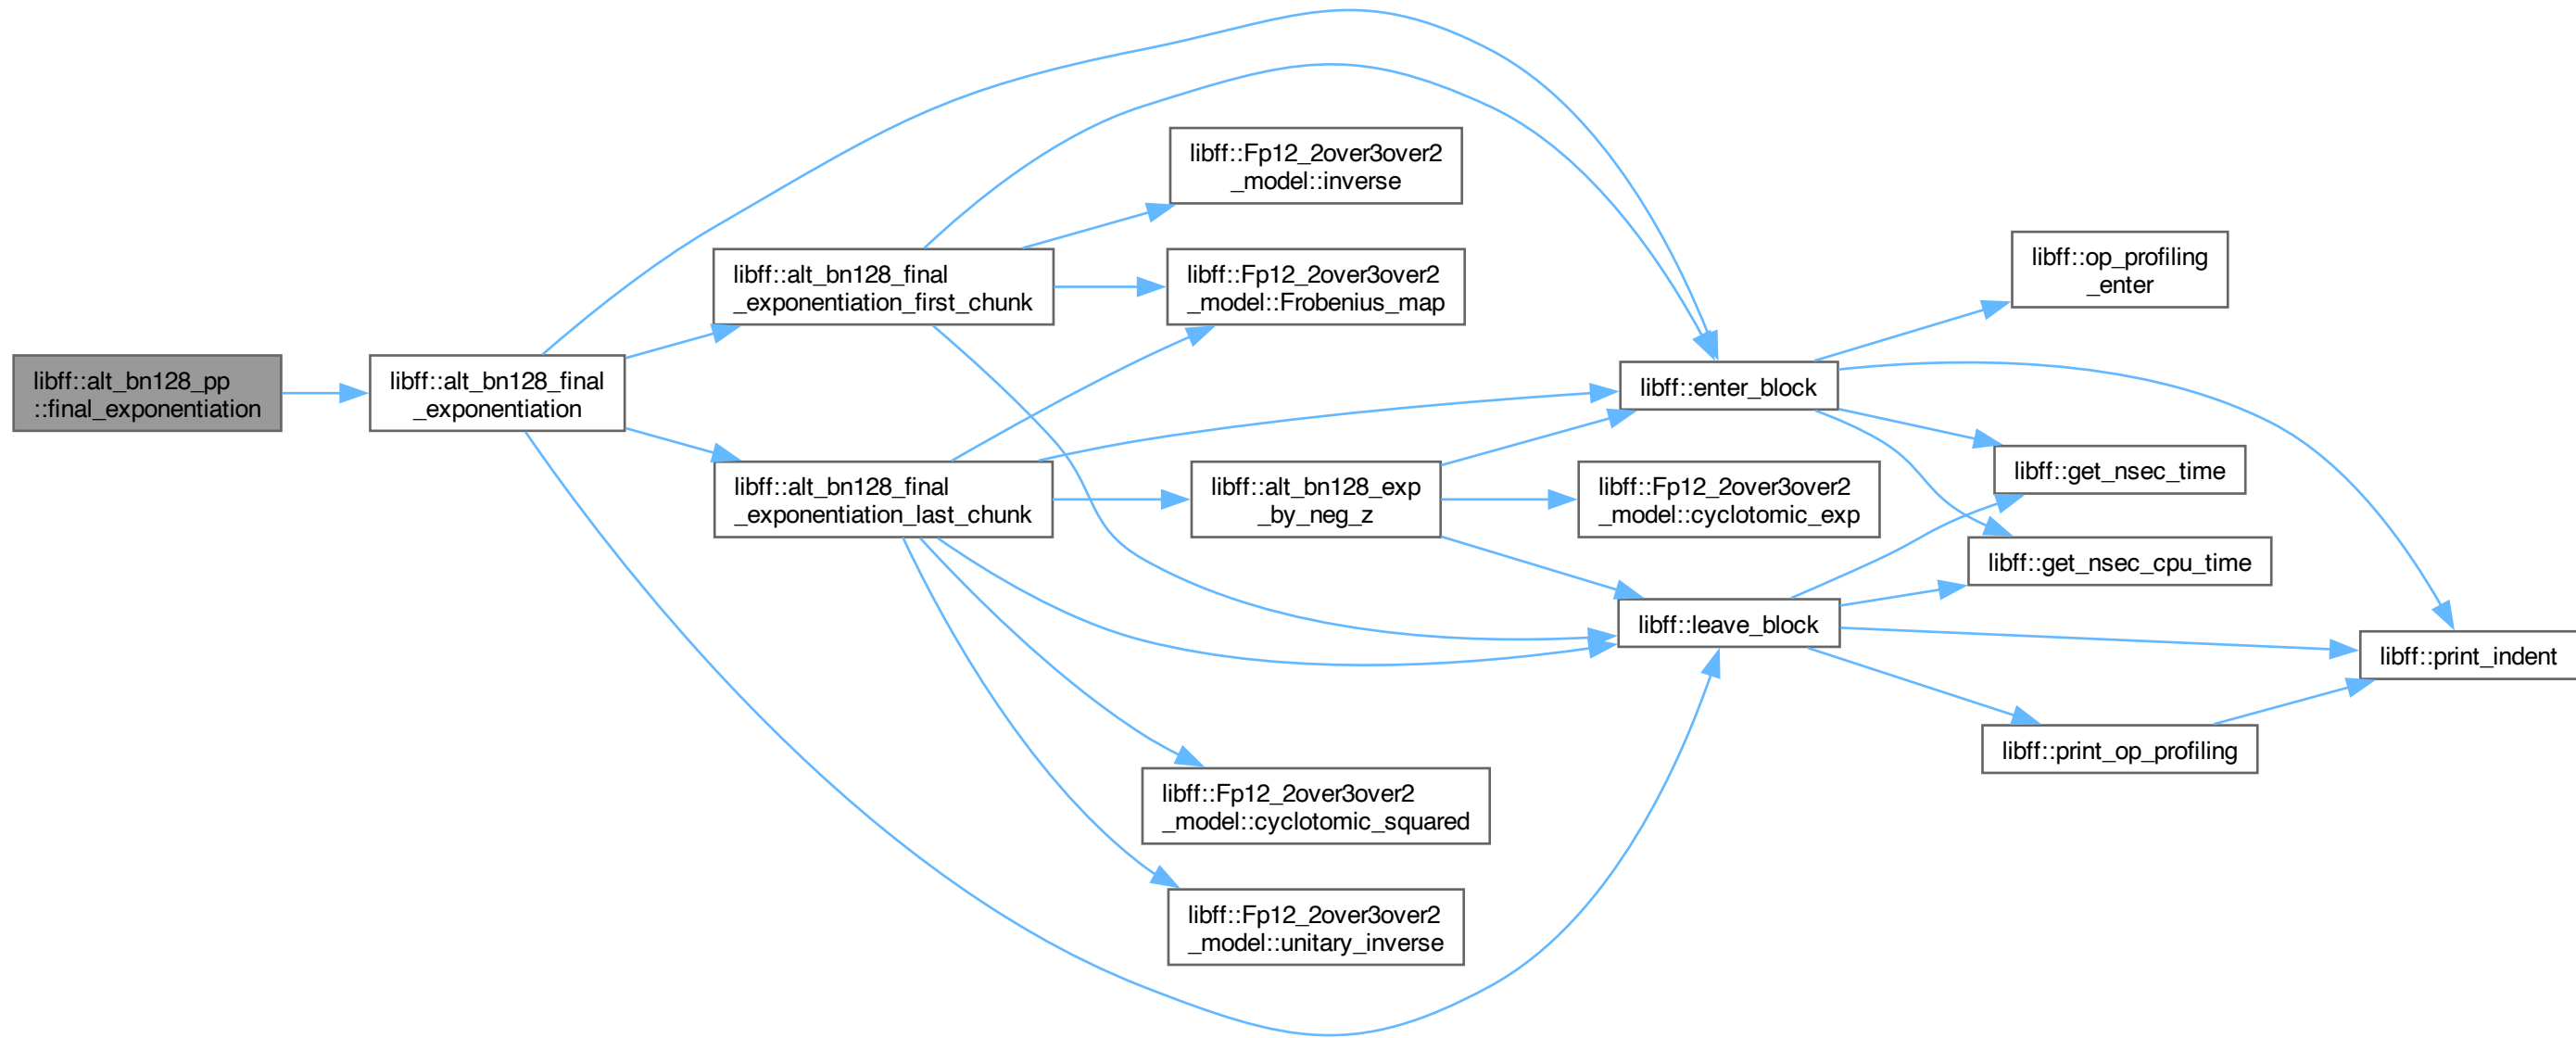 libff::alt_bn128_pp
::final_exponentiation
libff::alt_bn128_final
_exponentiation
libff::alt_bn128_final
_exponentiation_first_chunk
libff::alt_bn128_final
_exponentiation_last_chunk
libff::Fp12_2over3over2
_model::inverse
libff::Fp12_2over3over2
_model::Frobenius_map
libff::alt_bn128_exp
_by_neg_z
libff::Fp12_2over3over2
_model::cyclotomic_squared
libff::Fp12_2over3over2
_model::unitary_inverse
libff::enter_block
libff::Fp12_2over3over2
_model::cyclotomic_exp
libff::leave_block
libff::op_profiling
_enter
libff::get_nsec_time
libff::get_nsec_cpu_time
libff::print_op_profiling
libff::print_indent